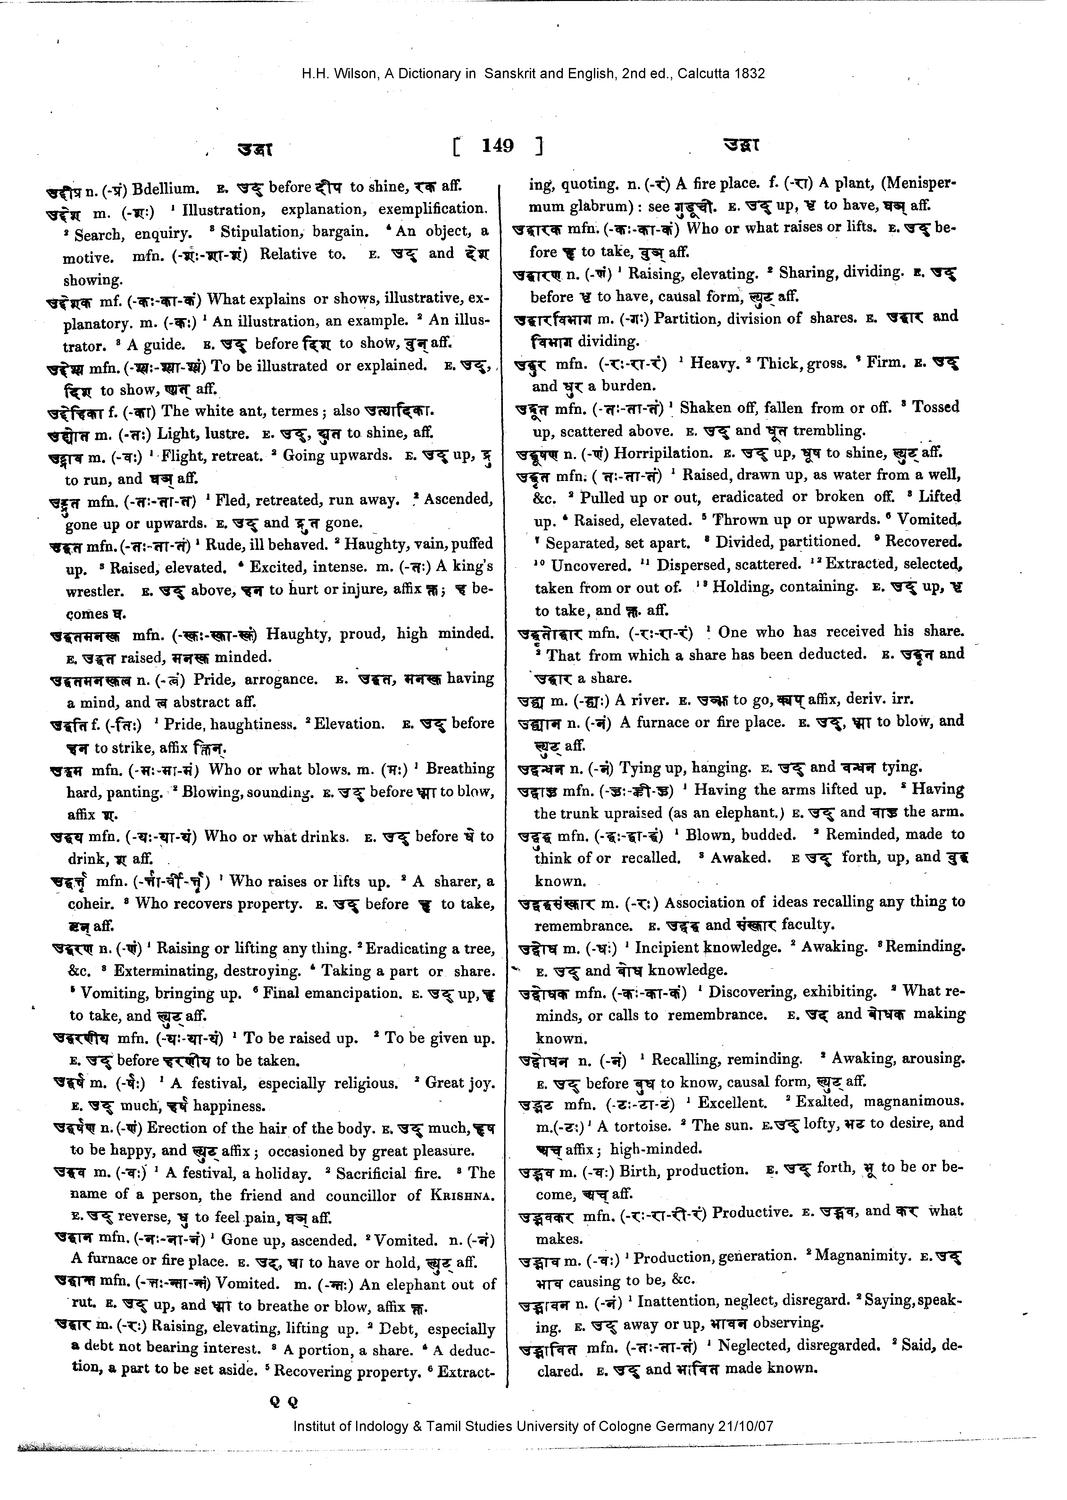 H.H. Wilson, A Dictionary in Sanskrit and English, 2nd ed., Calcutta 1832
उद्धा [ 149 ] उद्भा
उद्दीप्र n. (-प्रं) Bdellium. E. उद् before दीप to shine, रक aff.
उद्देश m. (-शः) ¹ Illustration, explanation, exemplification.
² Search, enquiry. ³ Stipulation, bargain. ⁴ An object, a
motive. mfn. (-शः-शा-शं) Relative to. E. उद् and देश
showing.
उद्देशक mf. (-कः-का-कं) What explains or shows, illustrative, ex-
planatory. m. (-कः) ¹ An illustration, an example. ² An illus-
trator. ³ A guide. E. उद् before दिश to show, वुन् aff.
उद्देश्य mfn. (-श्यः-श्या-श्यं) To be illustrated or explained. E. उद्,
दिश to show, ण्यत् aff.
उद्देहिका f. (-का) The white ant, termes; also उत्पादिका.
उद्द्योत m. (-तः) Light, lustre. E. उद्, द्युत to shine, aff.
उद्द्राव m. (-वः) ¹ Flight, retreat. ² Going upwards. E. उद् up, द्रु
to run, and घञ् aff.
उद्द्रुत mfn. (-तः-ता-तं) ¹ Fled, retreated, run away. ² Ascended,
gone up or upwards. E. उद् and द्रुत gone.
उद्धत mfn. (-तः-ता-तं) ¹ Rude, ill behaved. ² Haughty, vain, puffed
up. ³ Raised, elevated. ⁴ Excited, intense. m. (-तः) A king's
wrestler. E. उद् above, हन to hurt or injure, affix क्त; ह be-
comes घ.
उद्धतमनस्क mfn. (-स्कः-स्का-स्कं) Haughty, proud, high minded.
E. उद्धत raised, मनस्क minded.
उद्धतमनस्कत्व n. (-त्वं) Pride, arrogance. E. उद्धत, मनस्क having
a mind, and त्व abstract aff.
उद्धति f. (-तिः) ¹ Pride, haughtiness. ² Elevation. E. उद् before
हन to strike, affix क्तिन्.
उद्धम mfn. (-मः-मा-मं) Who or what blows. m. (मः) ¹ Breathing
hard, panting. ² Blowing, sounding. E. उद् before ध्मा to blow,
affix श.
उद्धय mfn. (-यः-या-यं) Who or what drinks. E. उद् before धे to
drink, श aff.
उद्धर्त्तृ mfn. (-र्त्ता-र्त्री-र्त्तृ) ¹ Who raises or lifts up. ² A sharer, a
coheir. ³ Who recovers property. E. उद् before हृ to take,
तृन् aff.
उद्धरण n. (-णं) ¹ Raising or lifting any thing. ² Eradicating a tree,
&c. ³ Exterminating, destroying. ⁴ Taking a part or share.
⁵ Vomiting, bringing up. ⁶ Final emancipation. E. उद् up, हृ
to take, and ल्युट् aff.
उद्धरणीय mfn. (-यः-या-यं) ¹ To be raised up. ² To be given up.
E. उद् before हरणीय to be taken.
उद्धर्ष m. (-र्षः) ¹ A festival, especially religious. ² Great joy.
E. उद् much, हर्ष happiness.
उद्धर्षण n. (-णं) Erection of the hair of the body. E. उद् much, हृष
to be happy, and ल्युट् affix; occasioned by great pleasure.
उद्धव m. (-वः) ¹ A festival, a holiday. ² Sacrificial fire. ³ The
name of a person, the friend and councillor of KRISHNA.
E. उद् reverse, धु to feel pain, घञ् aff.
उद्धान mfn. (-नः-ना-नं) ¹ Gone up, ascended. ² Vomited. n. (-नं)
A furnace or fire place. E. उद्, धा to have or hold, ल्युट् aff.
उद्धान्त mfn. (-न्तः-न्ता-न्तं) Vomited. m. (-न्तः) An elephant out of
rut. E. उद् up, and ध्मा to breathe or blow, affix क्त.
उद्धार m. (-रः) Raising, elevating, lifting up. ² Debt, especially
a debt not bearing interest. ³ A portion, a share. ⁴ A deduc-
tion, a part to be set aside. ⁵ Recovering property. ⁶ Extract-
ing, quoting. n. (-रं) A fire place. f. (-रा) A plant, (Menisper-
mum glabrum): see गुडूची. E. उद् up, धृ to have, घञ् aff.
उद्धारक mfn. (-कः-का-कं) Who or what raises or lifts. E. उद् be-
fore हृ to take, वुञ् aff.
उद्धारण n. (-णं) ¹ Raising, elevating. ² Sharing, dividing. E. उद्
before धृ to have, causal form, ल्युट् aff.
उद्धारविभाग m. (-गः) Partition, division of shares. E. उद्धार and
विभाग dividing.
उद्धुर mfn. (-रः-रा-रं) ¹ Heavy. ² Thick, gross. ³ Firm. E. उद्
and धुर a burden.
उद्धूत mfn. (-तः-ता-तं) ¹ Shaken off, fallen from or off. ² Tossed
up, scattered above. E. उद् and धूत trembling.
उद्धूषण n. (-णं) Horripilation. E. उद् up, धूष to shine, ल्युट् aff.
उद्धृत mfn. (तः-ता-तं) ¹ Raised, drawn up, as water from a well,
&c. ² Pulled up or out, eradicated or broken off. ³ Lifted
up. ⁴ Raised, elevated. ⁵ Thrown up or upwards. ⁶ Vomited.
⁷ Separated, set apart. ⁸ Divided, partitioned. ⁹ Recovered.
¹⁰ Uncovered. ¹¹ Dispersed, scattered. ¹² Extracted, selected,
taken from or out of. ¹³ Holding, containing. E. उद् up, धृ
to take, and क्त aff.
उद्धृतोद्धार mfn. (-रः-रा-रं) ¹ One who has received his share.
² That from which a share has been deducted. E. उद्धृत and
उद्धार a share.
उद्ध्य m. (-द्ध्यः) A river. E. उज्झ to go, क्यप् affix, deriv. irr.
उद्ध्मान n. (-नं) A furnace or fire place. E. उद्, ध्मा to blow, and
ल्युट् aff.
उद्बन्धन n. (-नं) Tying up, hanging. E. उद् and बन्धन tying.
उद्बाहु mfn. (-हुः-हुः-हु) ¹ Having the arms lifted up. ² Having
the trunk upraised (as an elephant.) E. उद् and बाहु the arm.
उद्बुद्ध mfn. (-द्धः-द्धा-द्धं) ¹ Blown, budded. ² Reminded, made to
think of or recalled. ³ Awaked. E उद् forth, up, and बुद्ध
known.
उद्बुद्धसंस्कार m. (-रः) Association of ideas recalling any thing to
remembrance. E. उद्बुद्ध and संस्कार faculty.
उद्बोध m. (-धः) ¹ Incipient knowledge. ² Awaking. ³ Reminding.
E. उद् and बोध knowledge.
उद्बोधक mfn. (-कः-का-कं) ¹ Discovering, exhibiting. ² What re-
minds, or calls to remembrance. E. उद् and बोधक making
known.
उद्बोधन n. (-नं) ¹ Recalling, reminding. ² Awaking, arousing.
E. उद् before बुध to know, causal form, ल्युट् aff.
उद्भट mfn. (-टः-टा-टं) ¹ Excellent. ² Exalted, magnanimous.
m. (-टः) ¹ A tortoise. ² The sun. E. उद् lofty, भट to desire, and
अच् affix; high-minded.
उद्भव m. (-वः) Birth, production. E. उद् forth, भू to be or be-
come, अच् aff.
उद्भवकर mfn. (-रः-रा-री-रं) Productive. E. उद्भव, and कर what
makes.
उद्भाव m. (-वः) ¹ Production, generation. ² Magnanimity. E. उद्
भाव causing to be, &c.
उद्भावन n. (-नं) ¹ Inattention, neglect, disregard. ² Saying, speak-
ing. E. उद् away or up, भावन observing.
उद्भावित mfn. (-तः-ता-तं) ¹ Neglected, disregarded. ² Said, de-
clared. E. उद् and भावित made known.
Q Q
Institut of Indology & Tamil Studies University of Cologne Germany 21/10/07